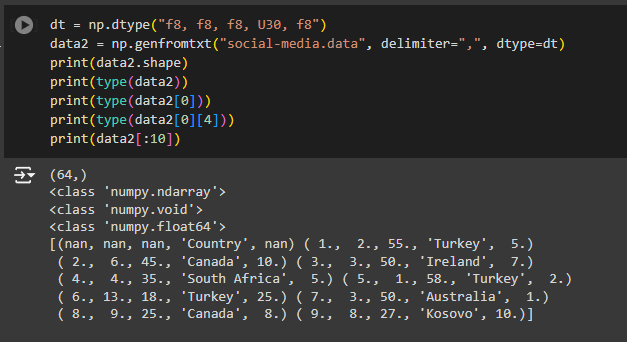 dt = np.dtype("f8, f8, f8, U30, f8")
data2 = np.genfromtxt("social-media.data", delimiter=",", dtype=dt)
print(data2.shape)
print(type(data2))
print(type(data2[0]))
print(type(data2[0][4]))
print(data2[:10])
(64,)
<class 'numpy.ndarray'>
<class 'numpy.void'>
<class 'numpy.float64'>
[(nan, nan, nan, 'Country', nan) ( 1.,  2., 55., 'Turkey',  5.)
 ( 2.,  6., 45., 'Canada', 10.) ( 3.,  3., 50., 'Ireland',  7.)
 ( 4.,  4., 35., 'South Africa',  5.) ( 5.,  1., 58., 'Turkey',  2.)
 ( 6., 13., 18., 'Turkey', 25.) ( 7.,  3., 50., 'Australia',  1.)
 ( 8.,  9., 25., 'Canada',  8.) ( 9.,  8., 27., 'Kosovo', 10.)]